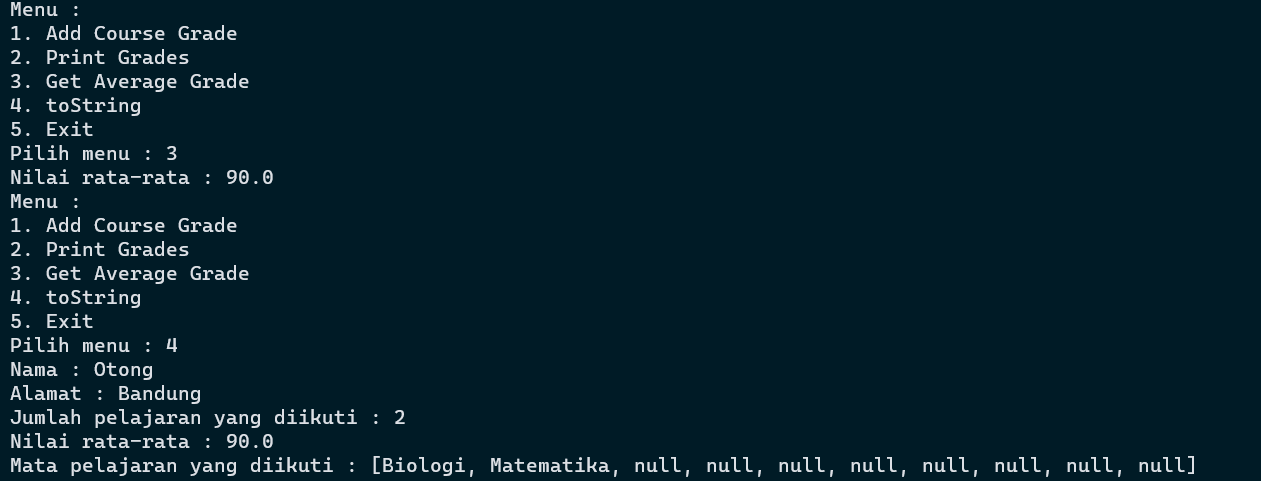 Menu :
1. Add Course Grade
2. Print Grades
3. Get Average Grade
4. toString
5. Exit
Pilih menu : 3
Nilai rata-rata : 90.0
Menu :
1. Add Course Grade
2. Print Grades
3. Get Average Grade
4. toString
5. Exit
Pilih menu : 4
Nama : Otong
Alamat : Bandung
Jumlah pelajaran yang diikuti : 2
Nilai rata-rata : 90.0
Mata pelajaran yang diikuti : [Biologi, Matematika, null, null, null, null, null, null, null, null]